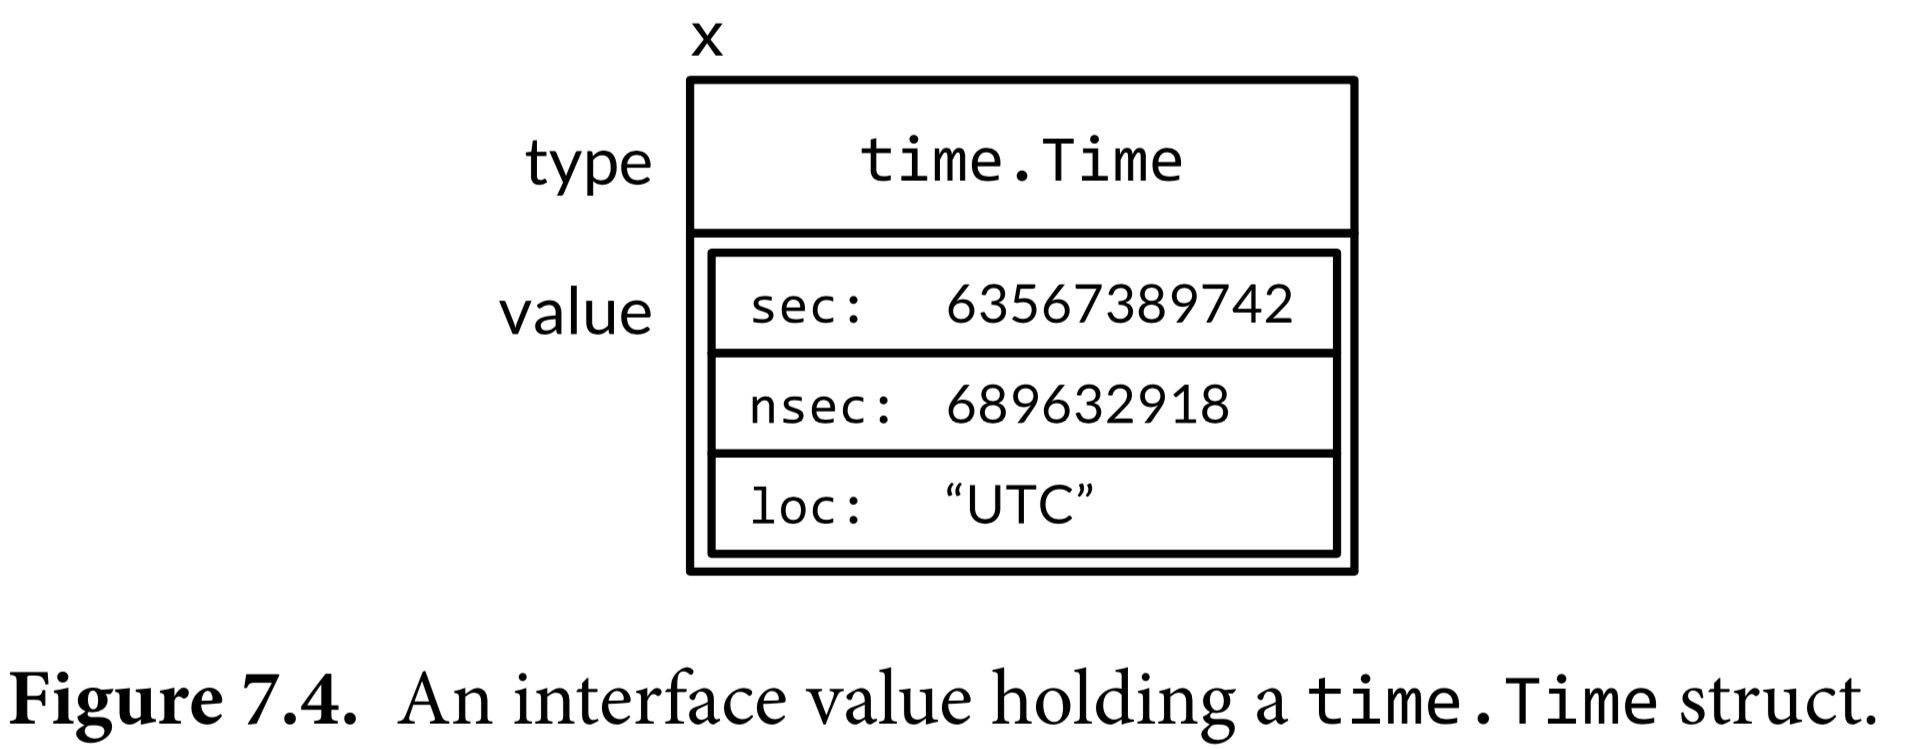 x
type time.Time
value sec: 63567389742
nsec: 689632918
loc: “UTC”
Figure 7.4. An interface value holding a time.Time struct.